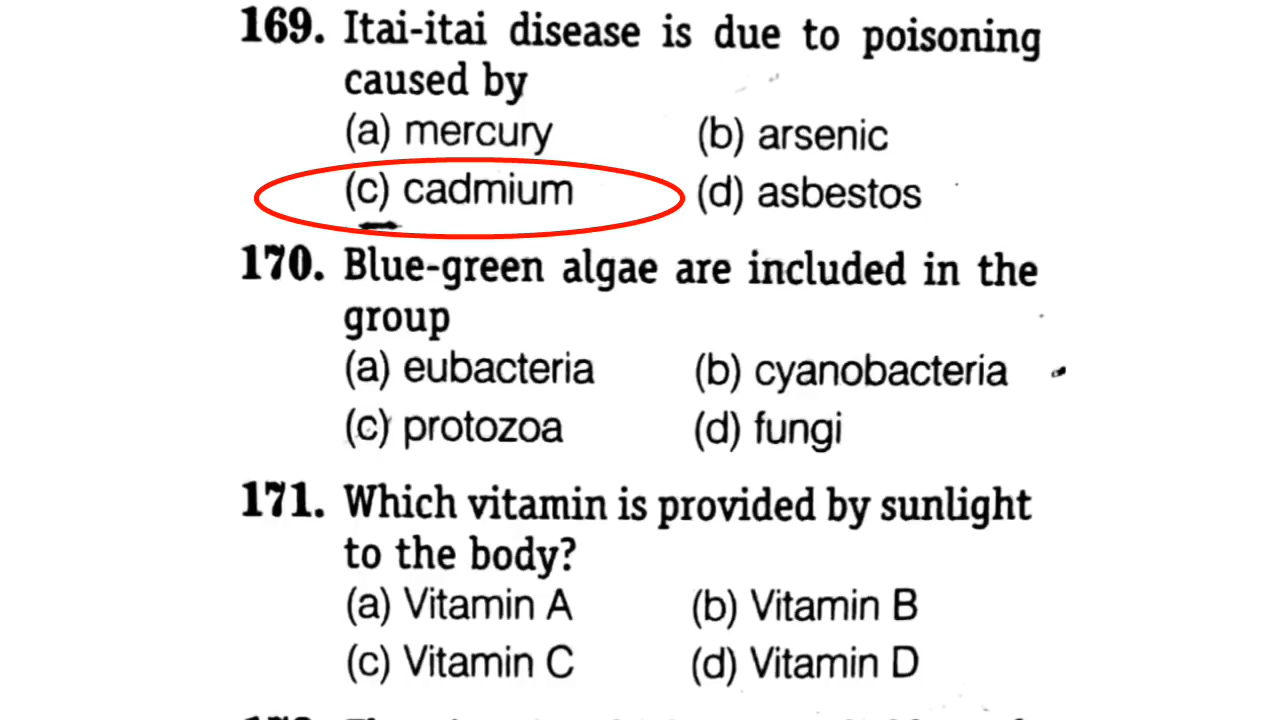 169. Itai-itai disease is due to poisoning
caused by
(a) mercury (b) arsenic
(c) cadmium (d) asbestos
170. Blue-green algae are included in the
group
(a) eubacteria (b) cyanobacteria
(c) protozoa (d) fungi
171. Which vitamin is provided by sunlight
to the body?
(a) Vitamin A (b) Vitamin B
(c) Vitamin C (d) Vitamin D